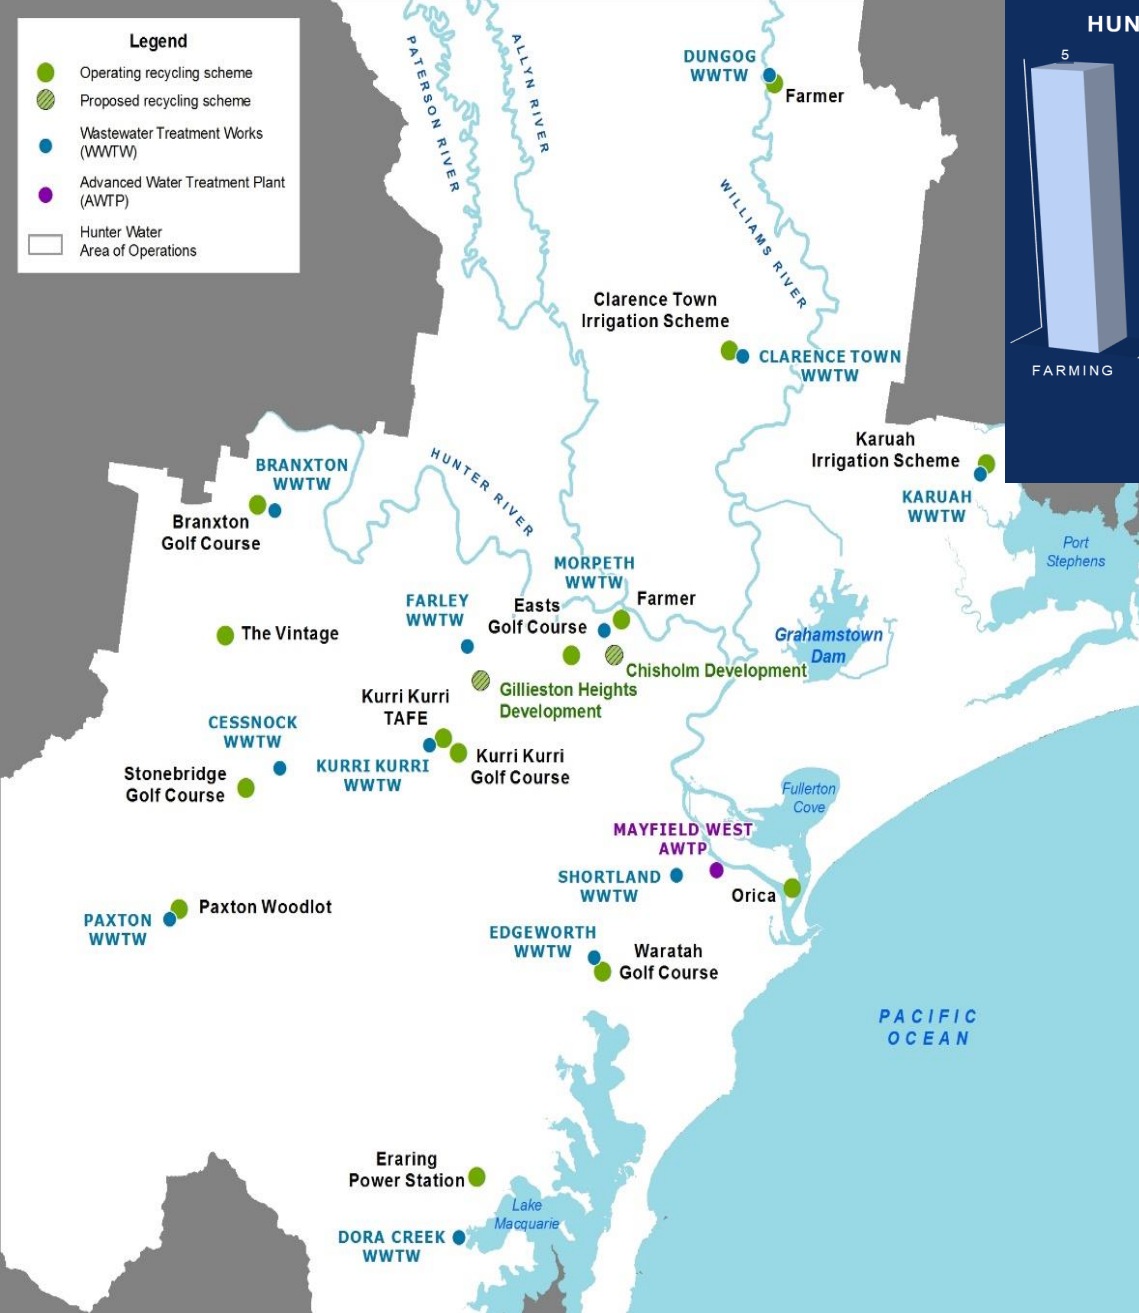 Legend
Operating recycling scheme
Proposed recycling scheme
Wastewater Treatment Works
(WWTW)
Advanced Water Treatment Plant
(AWTP)
Hunter Water
Area of Operations
HUN
5
FARMING
PATERSON RIVER
ALLYN RIVER
DUNGOG
WWTW
Farmer
WILLIAMS RIVER
Clarence Town
Irrigation Scheme
CLARENCE TOWN
WWTW
Karuah
Irrigation Scheme
KARUAH
WWTW
HUNTER RIVER
BRANXTON
WWTW
Branxton
Golf Course
Port
Stephens
MORPETH
WWTW
Farmer
FARLEY
WWTW
Easts
Golf Course
The Vintage
Grahamstown
Dam
Chisholm Development
Gillieston Heights
Development
Kurri Kurri
TAFE
CESSNOCK
WWTW
KURRI KURRI
WWTW
Kurri Kurri
Golf Course
Stonebridge
Golf Course
Fullerton
Cove
MAYFIELD WEST
AWTP
SHORTLAND
WWTW
Orica
Paxton Woodlot
PAXTON
WWTW
EDGEWORTH
WWTW
Waratah
Golf Course
PACIFIC
OCEAN
Eraring
Power Station
Lake
Macquarie
DORA CREEK
WWTW